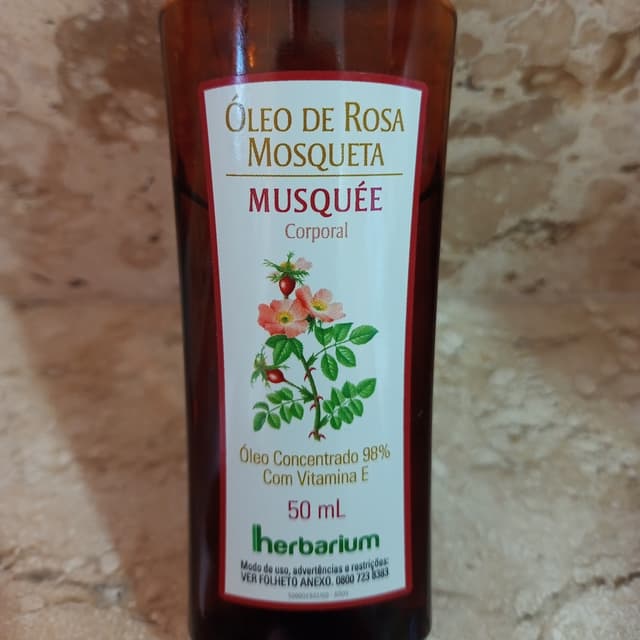 ÓLEO DE ROSA
MOSQUETA
MUSQUÉE
Corporal
Óleo Concentrado 98%
Com Vitamina E
50 mL
herbarium
Modo de uso, advertências e restrições:
VER FOLHETO ANEXO. 0800 723 8383